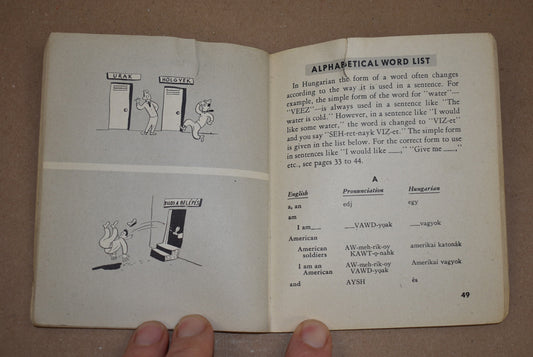 URAK
HÖLGYEK
ALPHABETICAL WORD LIST
In Hungarian the form of a word often changes
according to the way it is used in a sentence. For
example, the simple form of the word for "water"—
"VEEZ"—is always used in a sentence like "The
water is cold." However, in a sentence like "I would
like some water," the word is changed to "VIZ-et"
and you say "SEH-ret-nayk VIZ-et." The simple form
is given in the list below. For the correct form to use
in sentences like "I would like ___," "Give me ___,"
etc., see pages 33 to 44.
A
English Pronunciation Hungarian
a, an edj egy
am
I am___ ___VAWD-yǫak ___vagyok
American
American AW-meh-rik-oy amerikai katonák
soldiers KAWT-ǫ-nahk
I am an AW-meh-rik-oy Amerikai vagyok
American VAWD-yǫak
and AYSH és
49